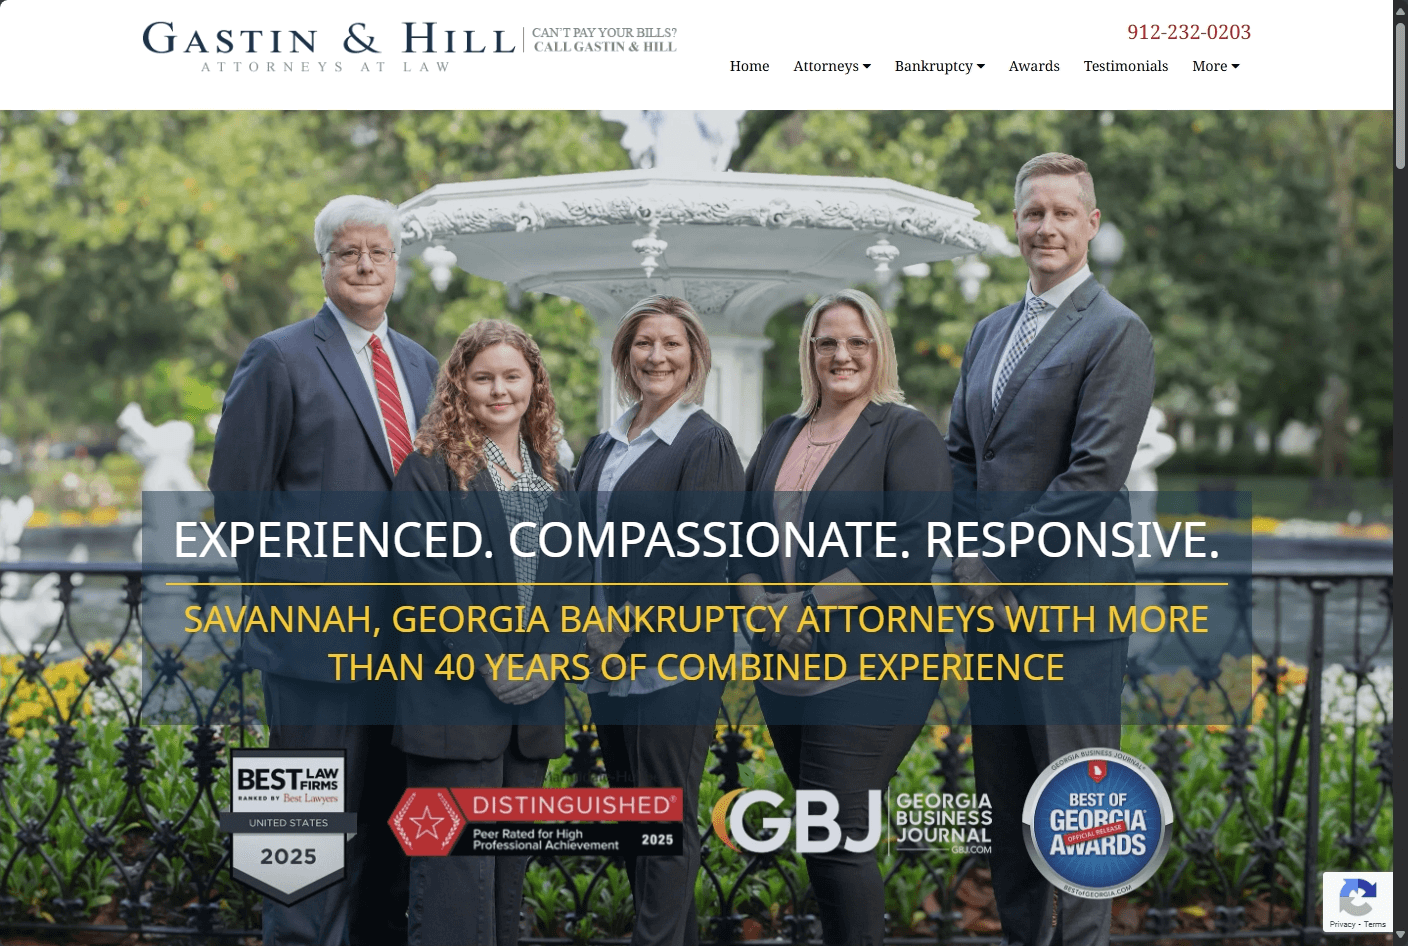 GASTIN & HILL
ATTORNEYS AT LAW
CAN'T PAY YOUR BILLS?
CALL GASTIN & HILL
912-232-0203
Home Attorneys Bankruptcy Awards Testimonials More
EXPERIENCED. COMPASSIONATE. RESPONSIVE.
SAVANNAH, GEORGIA BANKRUPTCY ATTORNEYS WITH MORE
THAN 40 YEARS OF COMBINED EXPERIENCE
BEST LAW FIRMS
RANKED BY Best Lawyers
UNITED STATES
2025
DISTINGUISHED®
Peer Rated for High
Professional Achievement
2025
GBJ
GEORGIA
BUSINESS
JOURNAL
GBJ.COM
GEORGIA BUSINESS JOURNAL
BEST OF
GEORGIA
OFFICIAL RELEASE
AWARDS
BESTOFGEORGIA.COM
Privacy - Terms